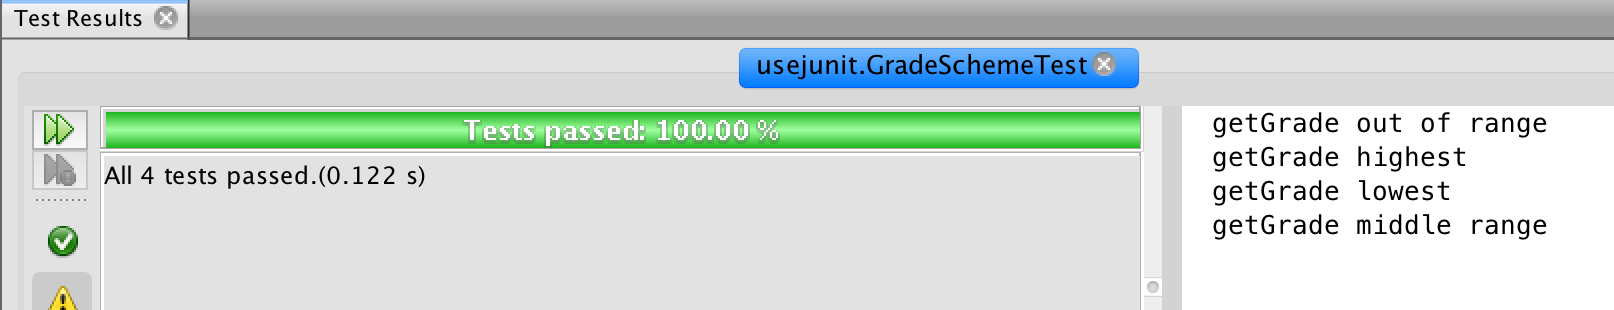 Test Results
usejunit.GradeSchemeTest
Tests passed: 100.00 %
All 4 tests passed.(0.122 s)
getGrade out of range
getGrade highest
getGrade lowest
getGrade middle range